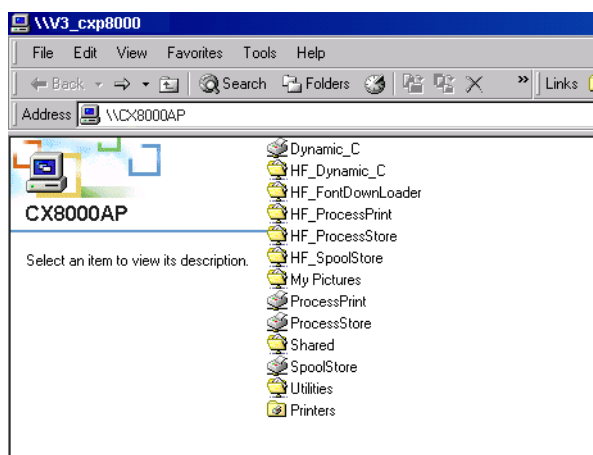 \\V3_cxp8000
File Edit View Favorites Tools Help
Back Search Folders » Links
Address \\CX8000AP
Dynamic_C
HF_Dynamic_C
HF_FontDownLoader
CX8000AP
HF_ProcessPrint
HF_ProcessStore
Select an item to view its description.
HF_SpoolStore
My Pictures
ProcessPrint
ProcessStore
Shared
SpoolStore
Utilities
Printers